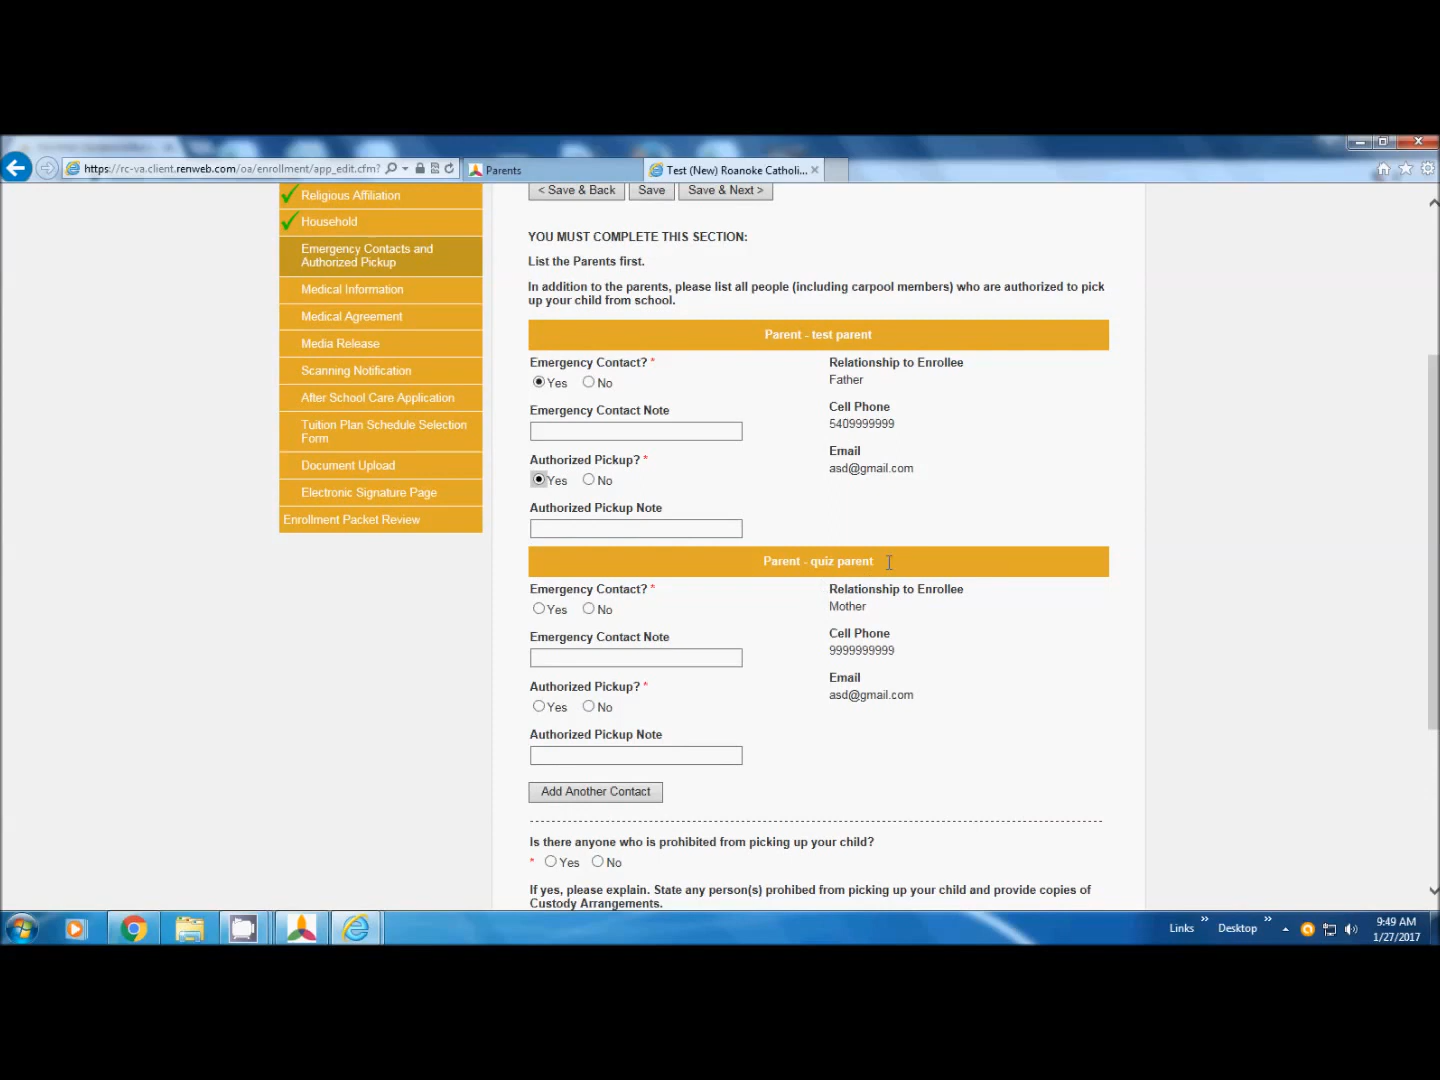 https://rc-va.client.renweb.com/oa/enrollment/app_edit.cfm?
Parents
Test (New) Roanoke Catholi...
Religious Affiliation
Household
Emergency Contacts and
Authorized Pickup
Medical Information
Medical Agreement
Media Release
Scanning Notification
After School Care Application
Tuition Plan Schedule Selection
Form
Document Upload
Electronic Signature Page
Enrollment Packet Review
< Save & Back
Save
Save & Next >
YOU MUST COMPLETE THIS SECTION:
List the Parents first.
In addition to the parents, please list all people (including carpool members) who are authorized to pick
up your child from school.
Parent - test parent
Emergency Contact? *
Yes No
Emergency Contact Note
Authorized Pickup? *
Yes No
Authorized Pickup Note
Relationship to Enrollee
Father
Cell Phone
5409999999
Email
asd@gmail.com
Parent - quiz parent
Emergency Contact? *
Yes No
Emergency Contact Note
Authorized Pickup? *
Yes No
Authorized Pickup Note
Relationship to Enrollee
Mother
Cell Phone
9999999999
Email
asd@gmail.com
Add Another Contact
Is there anyone who is prohibited from picking up your child?
* Yes No
If yes, please explain. State any person(s) prohibed from picking up your child and provide copies of
Custody Arrangements.
Links
Desktop
9:49 AM
1/27/2017